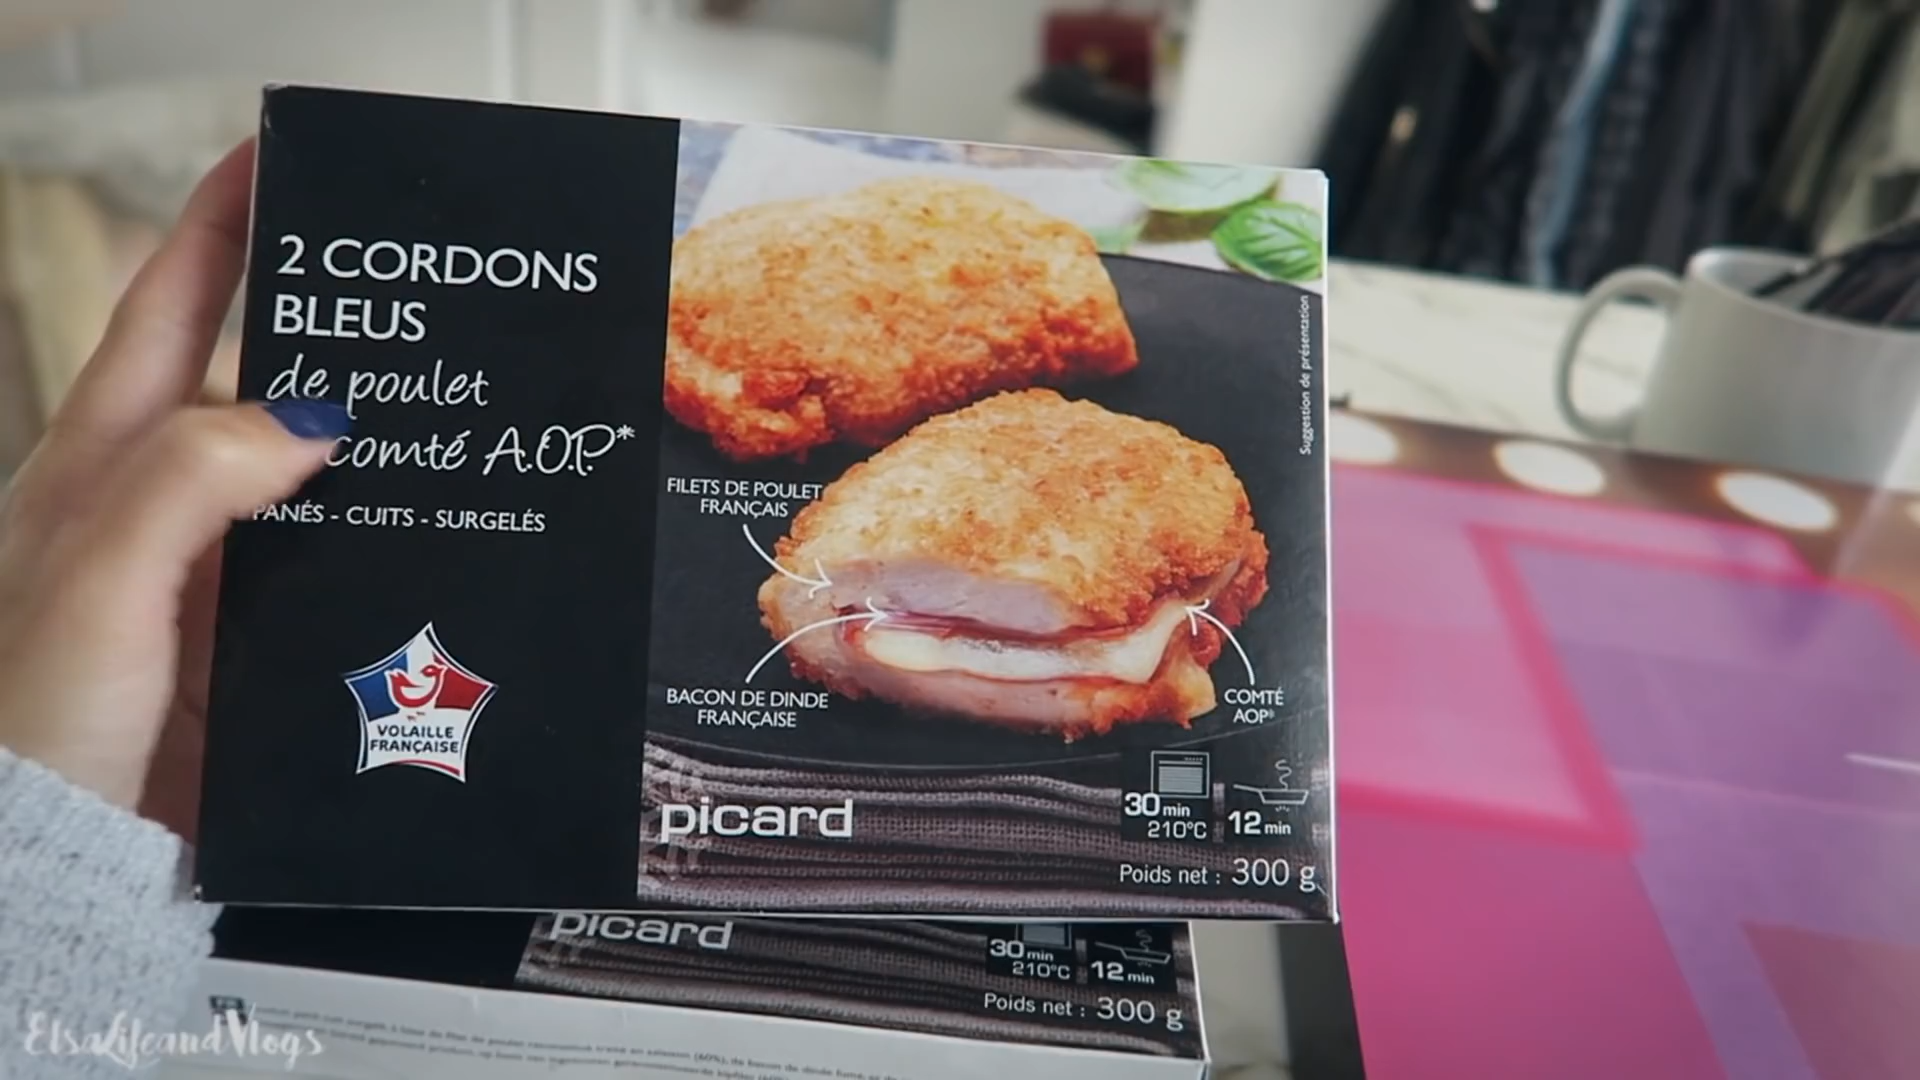 2 CORDONS
BLEUS
de poulet
comté A.O.P.*
PANÉS - CUITS - SURGELÉS
VOLAILLE
FRANÇAISE
FILETS DE POULET
FRANÇAIS
BACON DE DINDE
FRANÇAISE
COMTÉ
AOP*
Suggestion de présentation
picard
30 min
210°C
12 min
Poids net : 300 g
picard
30 min
210°C
12 min
Poids net : 300 g
ElsaLifeandVlogs